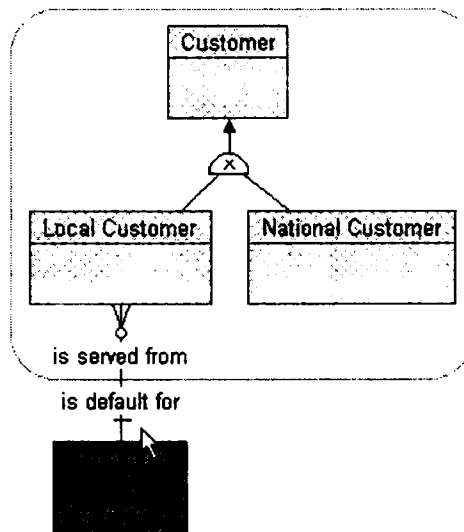 Customer
x
Local Customer
National Customer
is served from
is default for